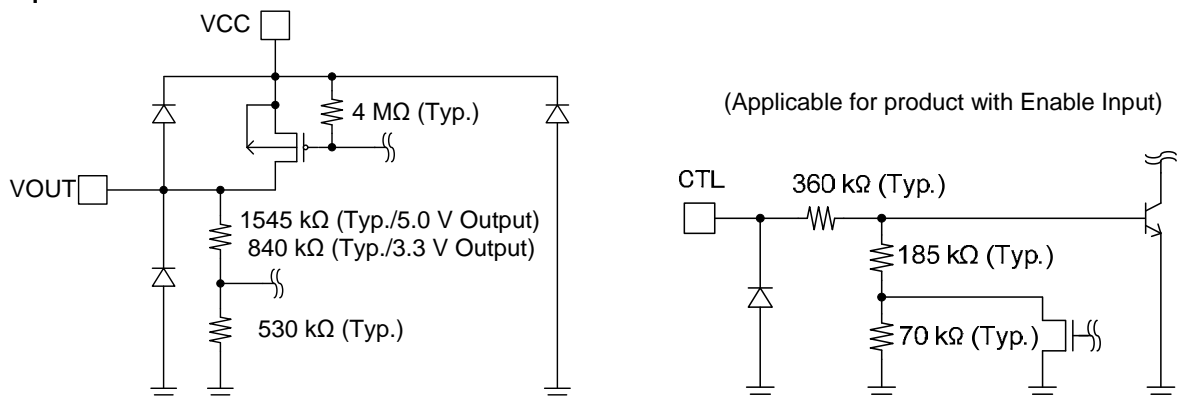 VCC
4 MΩ (Typ.)
VOUT
1545 kΩ (Typ./5.0 V Output)
840 kΩ (Typ./3.3 V Output)
530 kΩ (Typ.)
(Applicable for product with Enable Input)
CTL
360 kΩ (Typ.)
185 kΩ (Typ.)
70 kΩ (Typ.)